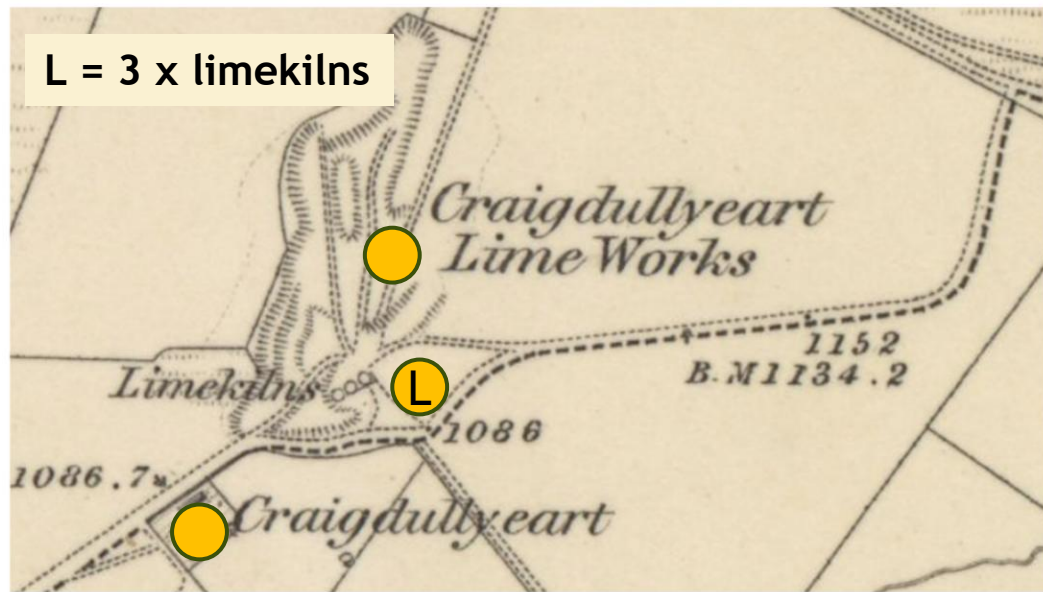 L = 3 x limekilns
Craigdullyeart
Lime Works
1152
B.M 1134.2
Limekilns
L
1086
1086.7
Craigdullyeart